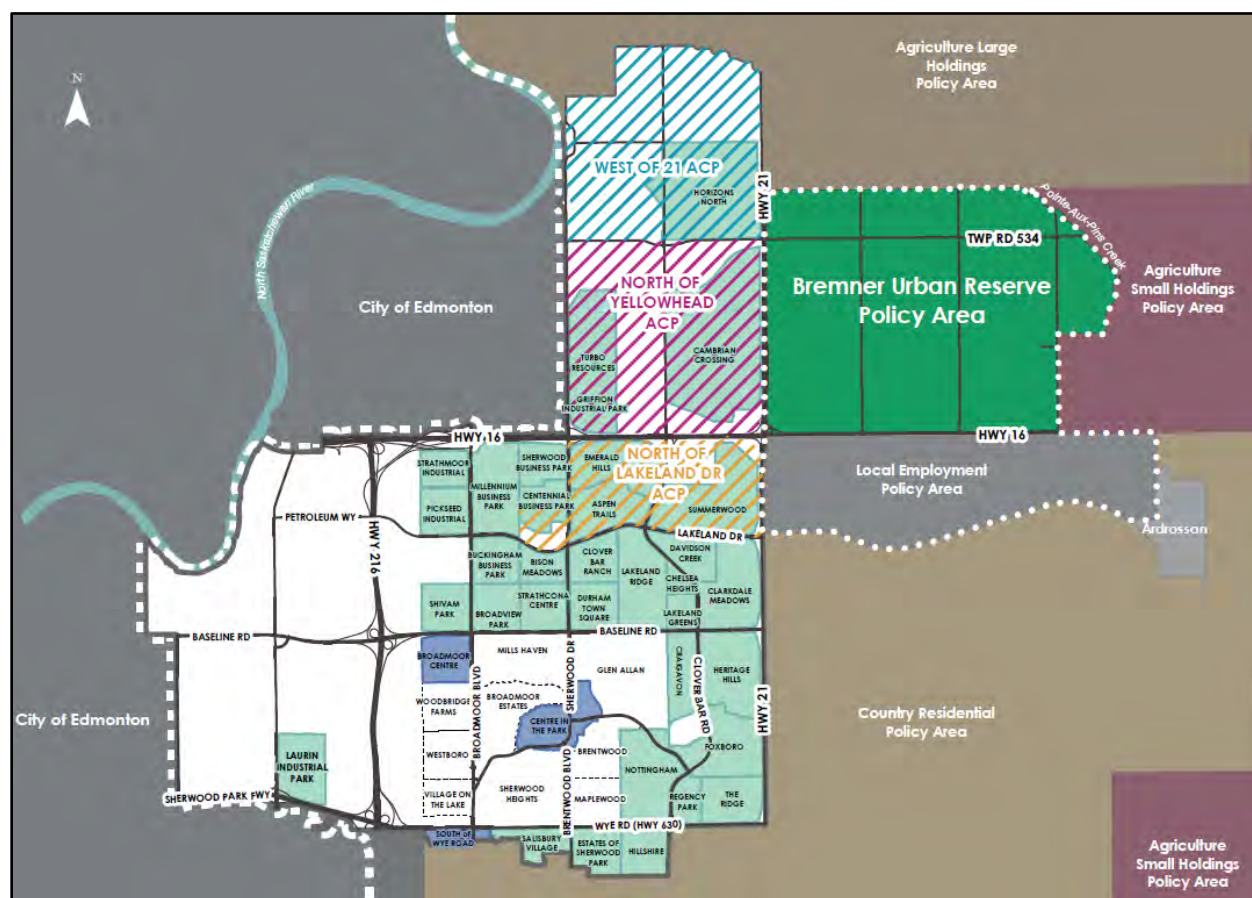 Agriculture Large
Holdings
Policy Area
N
WEST OF 21 ACP
HORIZONS
NORTH
HWY 21
North Saskatchewan River
Pointe-Aux-Pins Creek
TWP RD 534
City of Edmonton
NORTH OF
YELLOWHEAD
ACP
Bremner Urban Reserve
Policy Area
Agriculture
Small Holdings
Policy Area
TURBO
RESOURCES
CAMBRIAN
CROSSING
GRIFFION
INDUSTRIAL PARK
HWY 16
HWY 16
STRATHMOOR
INDUSTRIAL
SHERWOOD
BUSINESS PARK
EMERALD
HILLS
NORTH OF
LAKELAND DR
ACP
Local Employment
Policy Area
MILLENNIUM
BUSINESS
PARK
CENTENNIAL
BUSINESS PARK
ASPEN
TRAILS
SUMMERWOOD
PICKSEED
INDUSTRIAL
PETROLEUM WY
HWY 216
LAKELAND DR
Ardrossan
BUCKINGHAM
BUSINESS
PARK
BISON
MEADOWS
CLOVER
BAR
RANCH
LAKELAND
RIDGE
DAVIDSON
CREEK
CHELSEA
HEIGHTS
CLARKDALE
MEADOWS
SHIVAM
PARK
BROADVIEW
PARK
STRATHCONA
CENTRE
DURHAM
TOWN
SQUARE
LAKELAND
GREENS
BASELINE RD
BASELINE RD
BROADMOOR
CENTRE
MILLS HAVEN
SHERWOOD DR
GLEN ALLAN
CRAIGAVON
CLOVER BAR RD
HERITAGE
HILLS
HWY 21
WOODBRIDGE
FARMS
BROADMOOR BLVD
BROADMOOR
ESTATES
CENTRE IN
THE PARK
City of Edmonton
Country Residential
Policy Area
WESTBORO
BRENTWOOD
FOXBORO
LAURIN
INDUSTRIAL
PARK
NOTTINGHAM
VILLAGE ON
THE LAKE
SHERWOOD
HEIGHTS
BRENTWOOD BLVD
MAPLEWOOD
REGENCY
PARK
THE
RIDGE
SHERWOOD PARK FWY
WYE RD (HWY 630)
SOUTH of
WYE ROAD
SALISBURY
VILLAGE
ESTATES OF
SHERWOOD
PARK
HILLSHIRE
Agriculture
Small Holdings
Policy Area